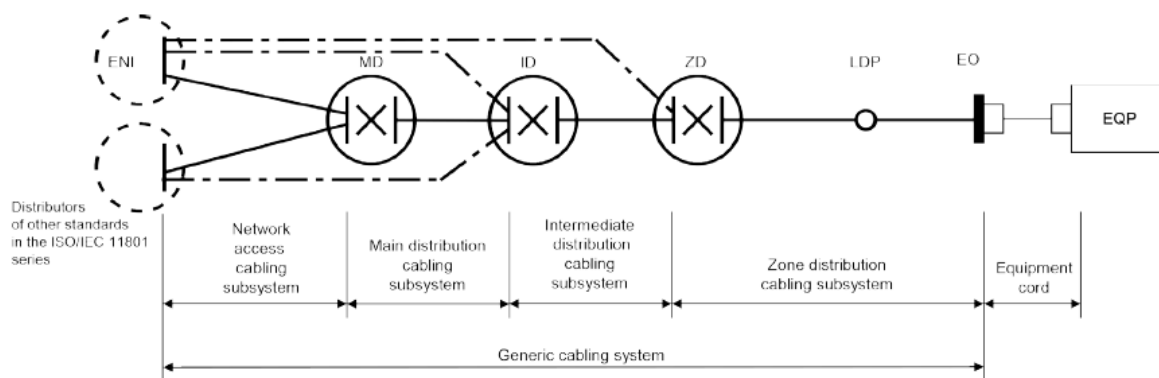 ENI
MD
ID
ZD
LDP
EO
EQP
Distributors
of other standards
in the ISO/IEC 11801
series
Network
access
cabling
subsystem
Main distribution
cabling
subsystem
Intermediate
distribution
cabling
subsystem
Zone distribution
cabling subsystem
Equipment
cord
Generic cabling system